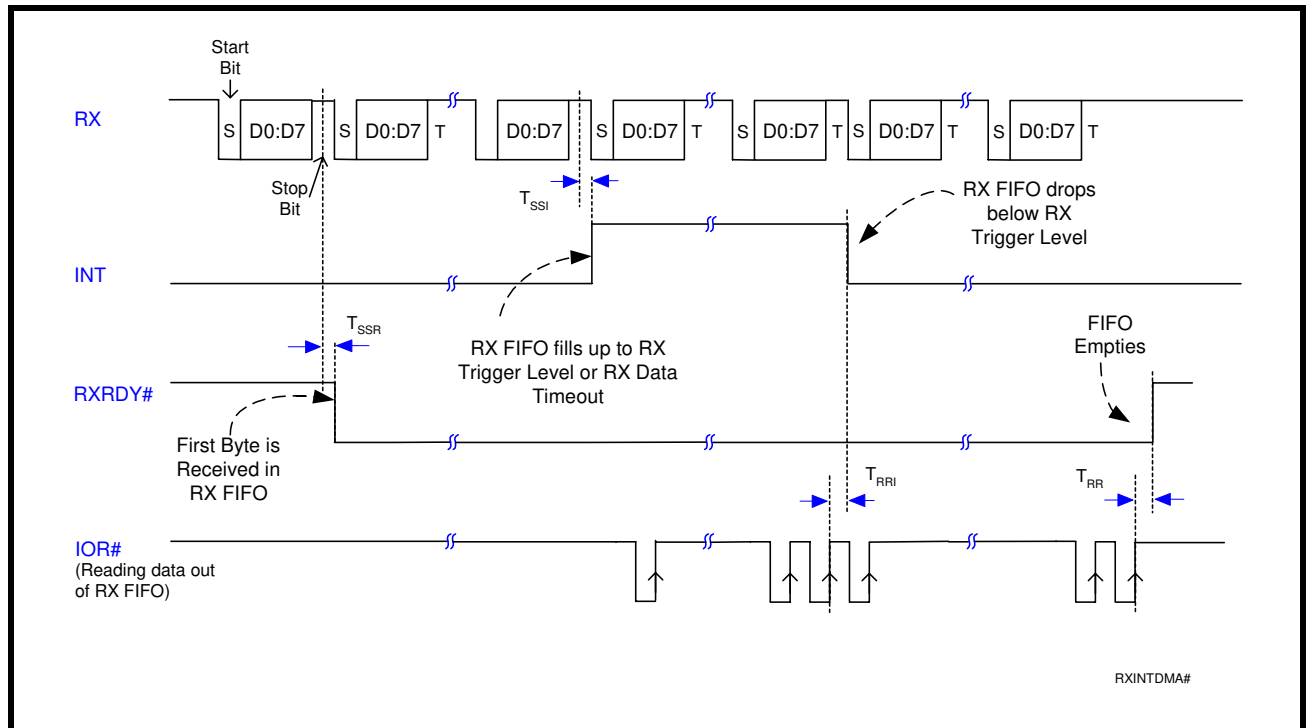 Start
Bit
RX
S D0:D7 S D0:D7 T D0:D7 S D0:D7 T S D0:D7 T S D0:D7 T S D0:D7 T
Stop
Bit
TSSI
RX FIFO drops
below RX
Trigger Level
INT
TSSR
RX FIFO fills up to RX
Trigger Level or RX Data
Timeout
FIFO
Empties
RXRDY#
First Byte is
Received in
RX FIFO
TRRI
TRR
IOR#
(Reading data out
of RX FIFO)
RXINTDMA#